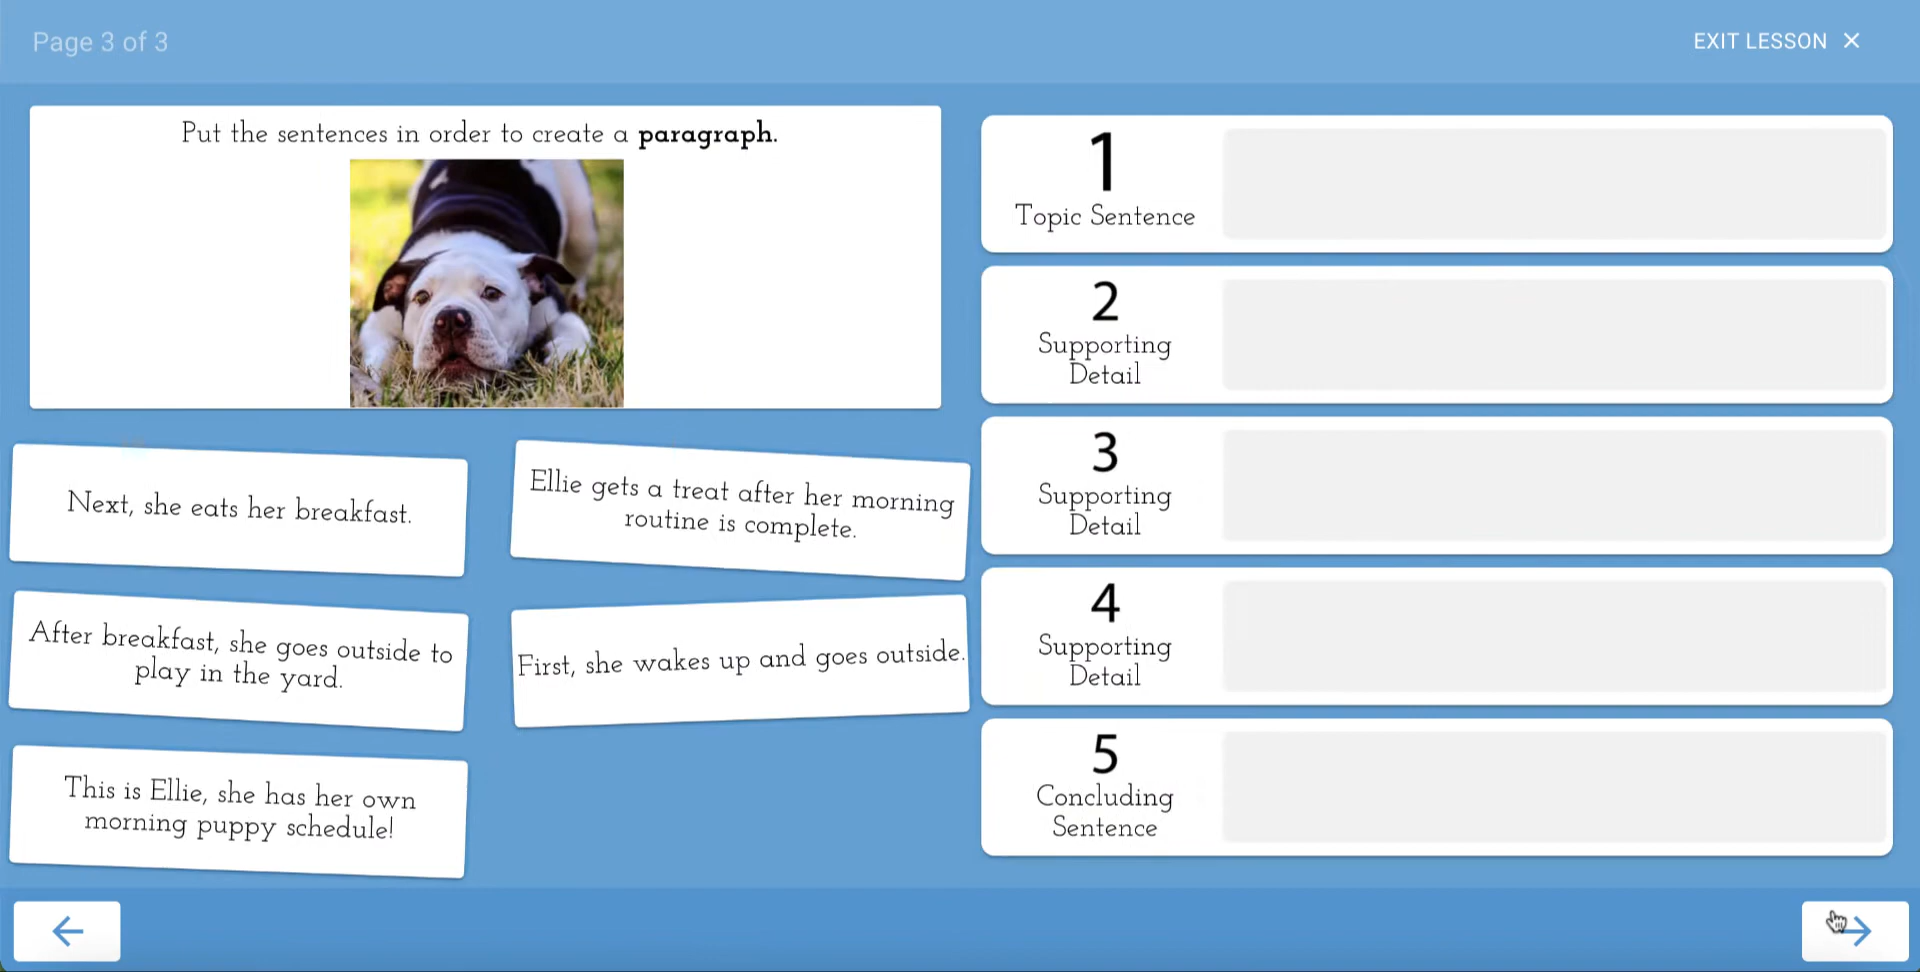 Page 3 of 3
EXIT LESSON ×
Put the sentences in order to create a paragraph.
Next, she eats her breakfast.
Ellie gets a treat after her morning
routine is complete.
After breakfast, she goes outside to
play in the yard.
First, she wakes up and goes outside.
This is Ellie, she has her own
morning puppy schedule!
1
Topic Sentence
2
Supporting
Detail
3
Supporting
Detail
4
Supporting
Detail
5
Concluding
Sentence